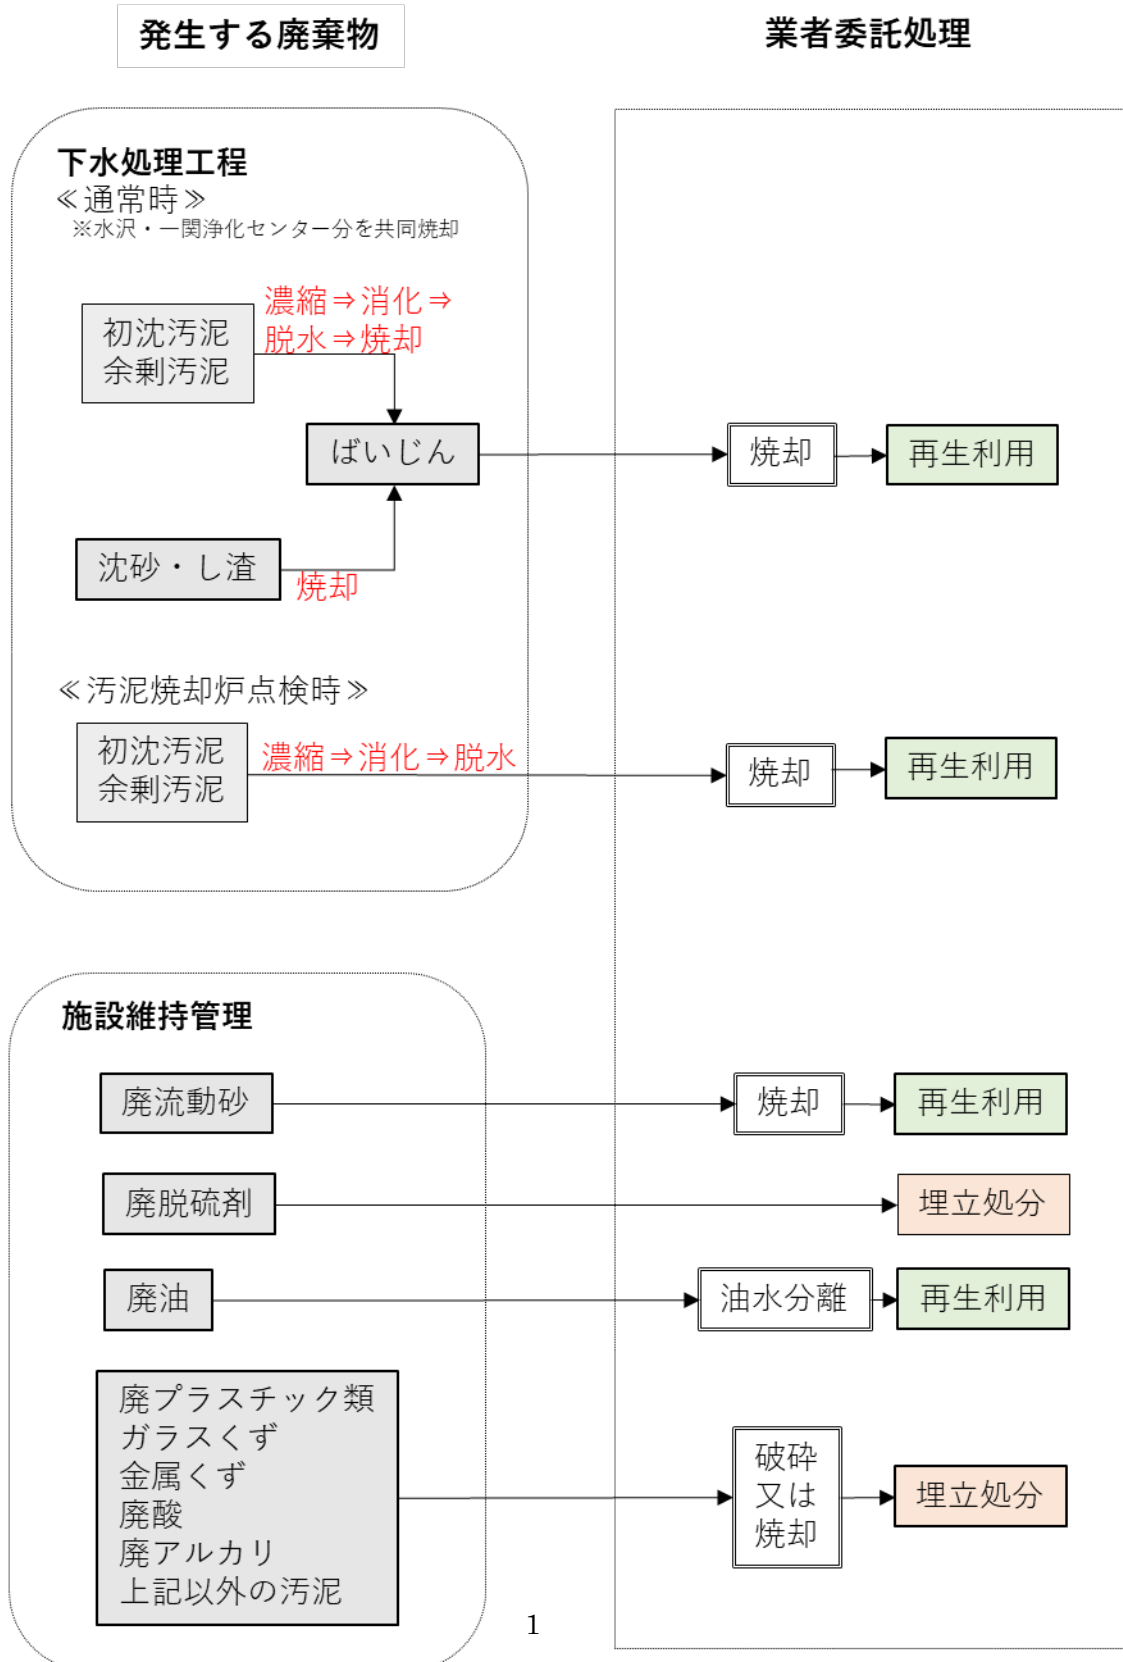 発生する廃棄物
業者委託処理
下水処理工程
≪通常時≫
※水沢・一関浄化センター分を共同焼却
初沈汚泥
余剰汚泥
濃縮⇒消化⇒
脱水⇒焼却
ばいじん
焼却
再生利用
沈砂・し渣
焼却
≪汚泥焼却炉点検時≫
初沈汚泥
余剰汚泥
濃縮⇒消化⇒脱水
焼却
再生利用
施設維持管理
廃流動砂
焼却
再生利用
廃脱硫剤
埋立処分
廃油
油水分離
再生利用
廃プラスチック類
ガラスくず
金属くず
廃酸
廃アルカリ
上記以外の汚泥
破砕
又は
焼却
埋立処分
1